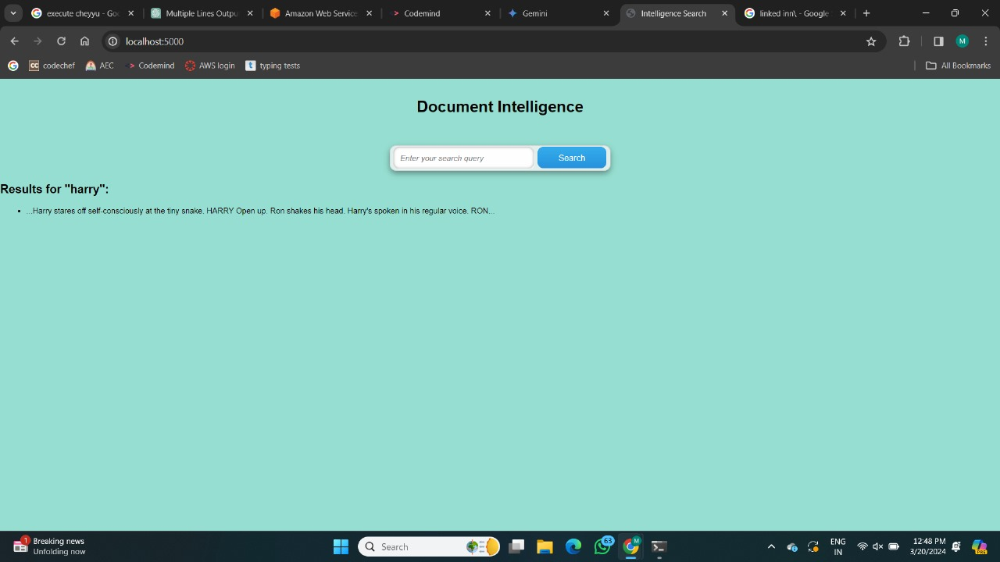 execute cheyyu - Goo
Multiple Lines Outpu
Amazon Web Service
Codemind
Gemini
Intelligence Search
linked inn\ - Google
localhost:5000
M
cc codechef
AEC
Codemind
AWS login
t typing tests
All Bookmarks
Document Intelligence
Enter your search query
Search
Results for "harry":
...Harry stares off self-consciously at the tiny snake. HARRY Open up. Ron shakes his head. Harry's spoken in his regular voice. RON...
1
Breaking news
Unfolding now
Search
63
M
ENG
IN
12:48 PM
3/20/2024
PRE